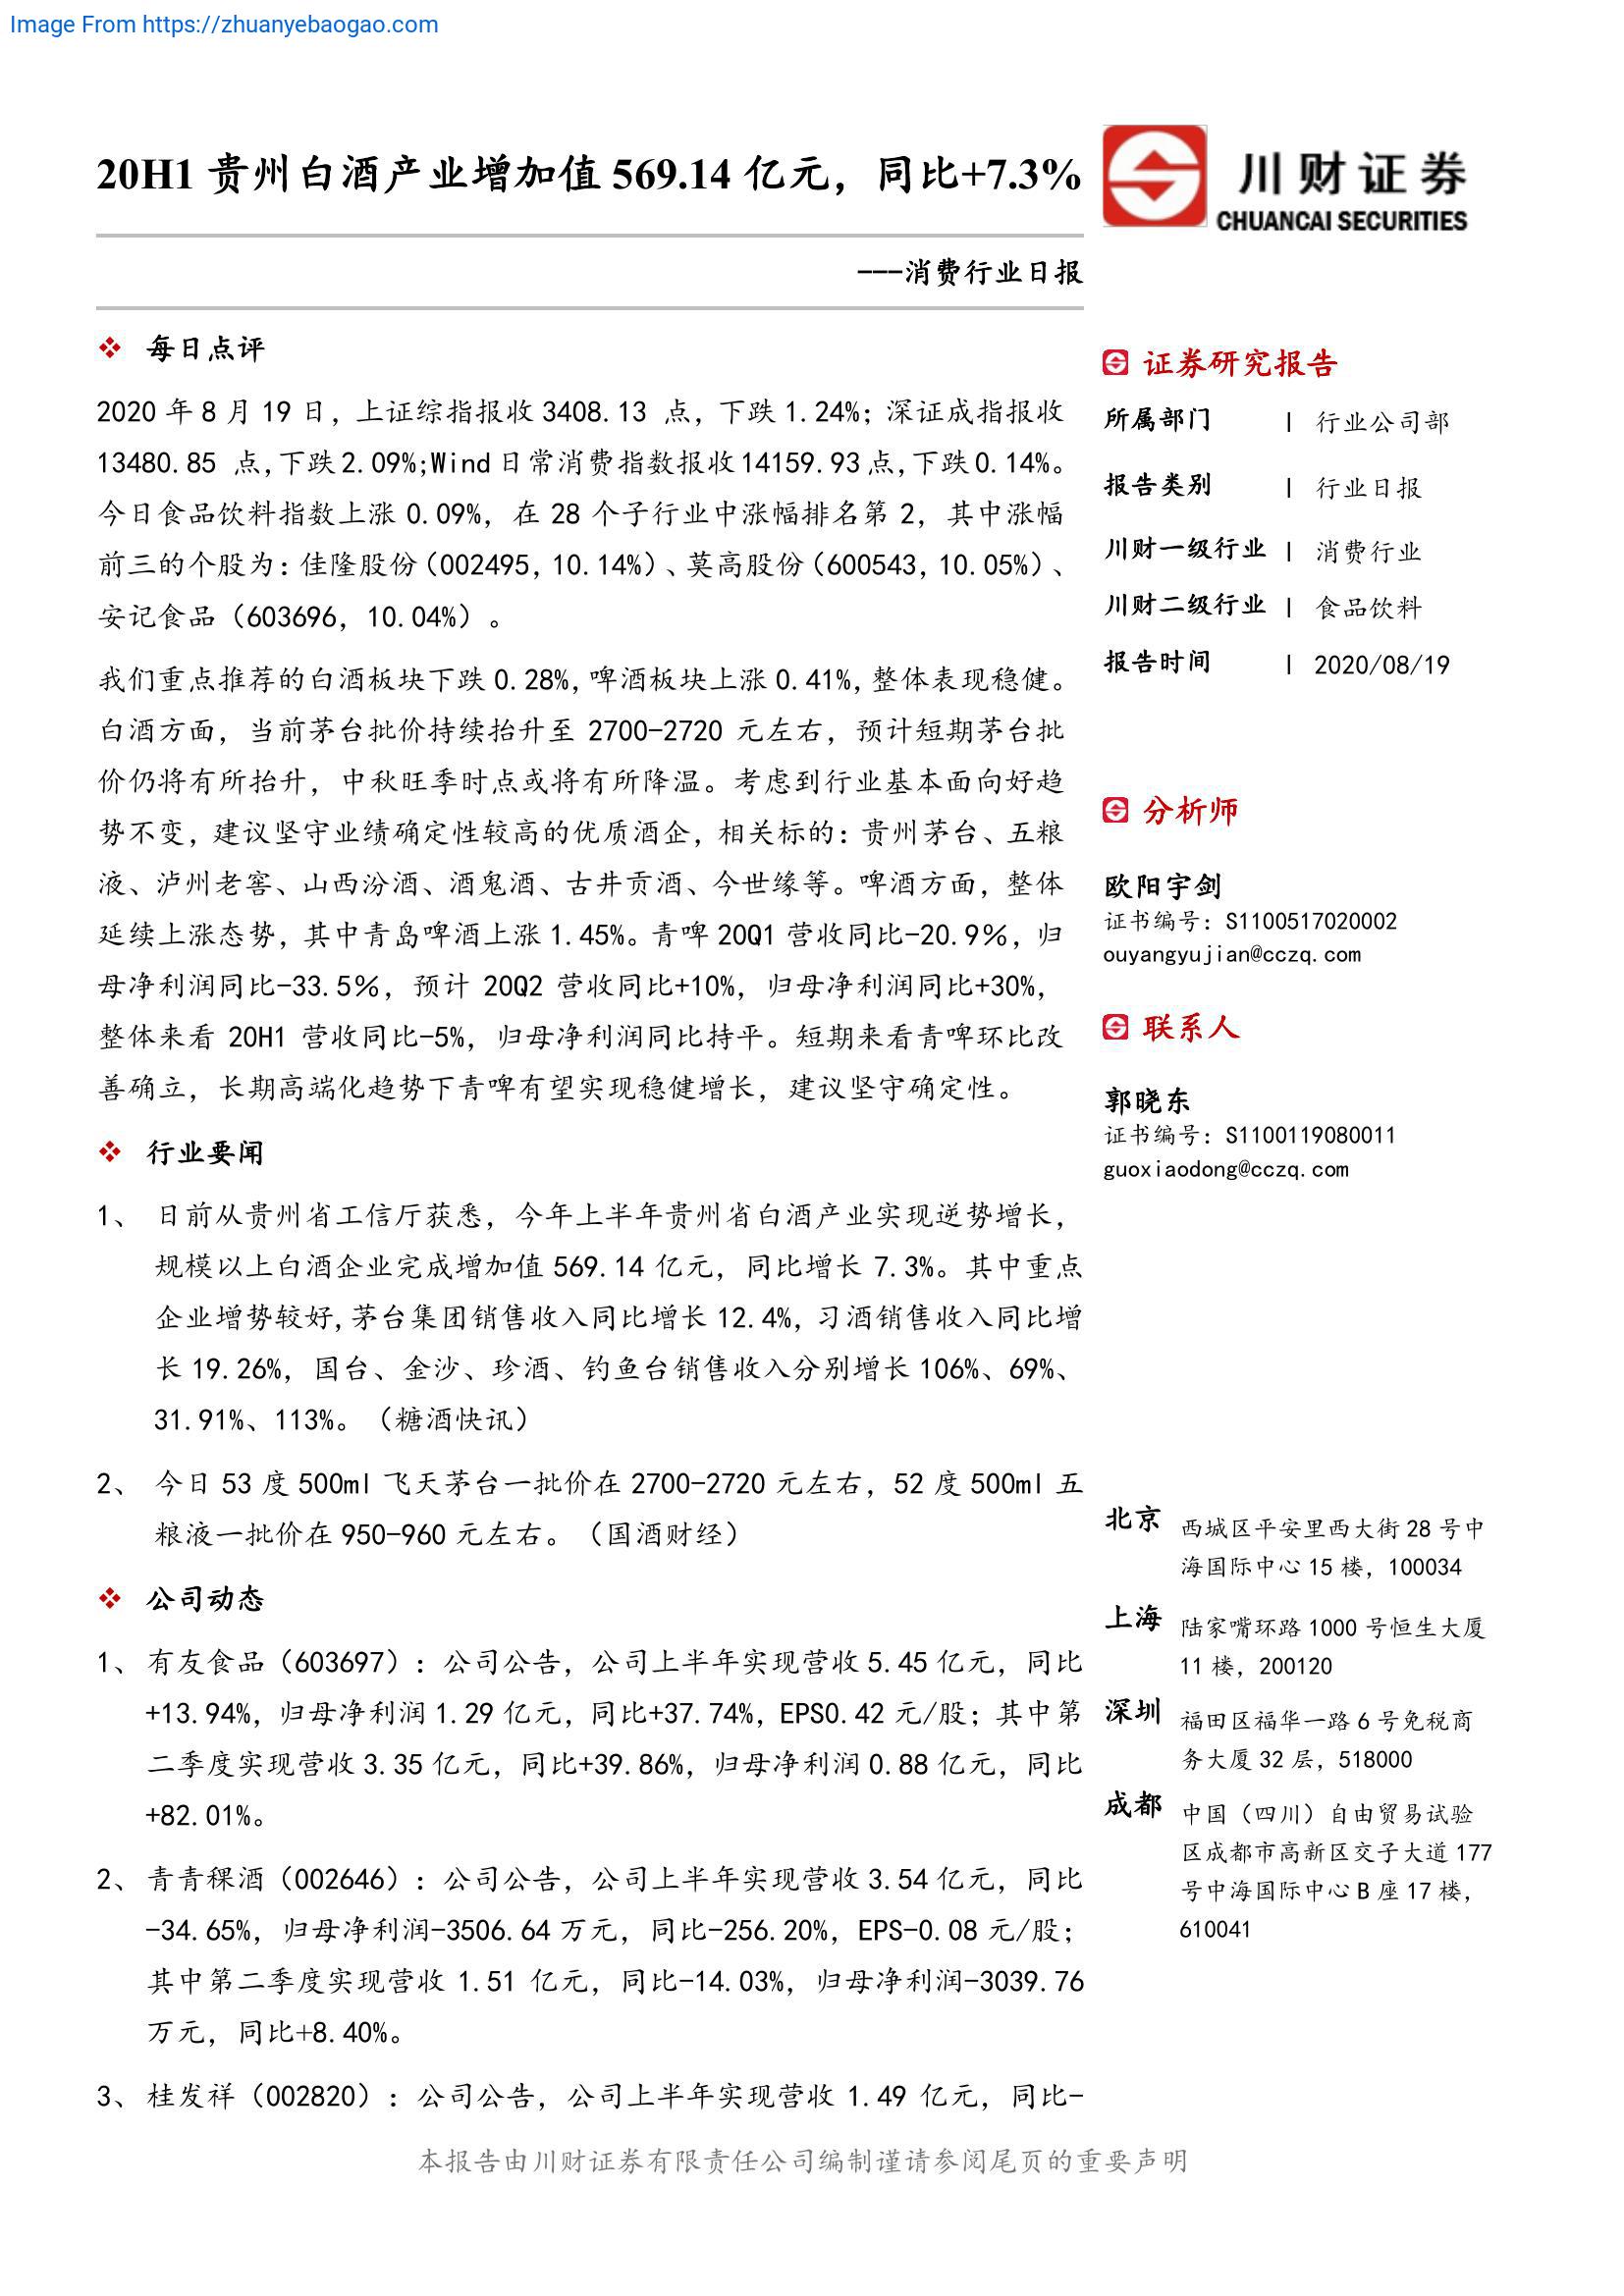 Image From https://zhuanyebaogao.com
20H1 贵州白酒产业增加值 569.14 亿元，同比+7.3%
川财证券
CHUANCAI SECURITIES
---消费行业日报
❖ 每日点评
2020 年 8 月 19 日，上证综指报收 3408.13 点，下跌 1.24%；深证成指报收
13480.85 点，下跌 2.09%;Wind 日常消费指数报收 14159.93 点，下跌 0.14%。
今日食品饮料指数上涨 0.09%，在 28 个子行业中涨幅排名第 2，其中涨幅
前三的个股为：佳隆股份（002495，10.14%）、莫高股份（600543，10.05%）、
安记食品（603696，10.04%）。
我们重点推荐的白酒板块下跌 0.28%，啤酒板块上涨 0.41%，整体表现稳健。
白酒方面，当前茅台批价持续抬升至 2700-2720 元左右，预计短期茅台批
价仍将有所抬升，中秋旺季时点或将有所降温。考虑到行业基本面向好趋
势不变，建议坚守业绩确定性较高的优质酒企，相关标的：贵州茅台、五粮
液、泸州老窖、山西汾酒、酒鬼酒、古井贡酒、今世缘等。啤酒方面，整体
延续上涨态势，其中青岛啤酒上涨 1.45%。青啤 20Q1 营收同比-20.9%，归
母净利润同比-33.5%，预计 20Q2 营收同比+10%，归母净利润同比+30%，
整体来看 20H1 营收同比-5%，归母净利润同比持平。短期来看青啤环比改
善确立，长期高端化趋势下青啤有望实现稳健增长，建议坚守确定性。
❖ 行业要闻
1、 日前从贵州省工信厅获悉，今年上半年贵州省白酒产业实现逆势增长，
规模以上白酒企业完成增加值 569.14 亿元，同比增长 7.3%。其中重点
企业增势较好，茅台集团销售收入同比增长 12.4%，习酒销售收入同比增
长 19.26%，国台、金沙、珍酒、钓鱼台销售收入分别增长 106%、69%、
31.91%、113%。（糖酒快讯）
2、 今日 53 度 500ml 飞天茅台一批价在 2700-2720 元左右，52 度 500ml 五
粮液一批价在 950-960 元左右。（国酒财经）
❖ 公司动态
1、 有友食品（603697）：公司公告，公司上半年实现营收 5.45 亿元，同比
+13.94%，归母净利润 1.29 亿元，同比+37.74%，EPS0.42 元/股；其中第
二季度实现营收 3.35 亿元，同比+39.86%，归母净利润 0.88 亿元，同比
+82.01%。
2、 青青稞酒（002646）：公司公告，公司上半年实现营收 3.54 亿元，同比
-34.65%，归母净利润-3506.64 万元，同比-256.20%，EPS-0.08 元/股；
其中第二季度实现营收 1.51 亿元，同比-14.03%，归母净利润-3039.76
万元，同比+8.40%。
3、 桂发祥（002820）：公司公告，公司上半年实现营收 1.49 亿元，同比-
证券研究报告
所属部门 | 行业公司部
报告类别 | 行业日报
川财一级行业 | 消费行业
川财二级行业 | 食品饮料
报告时间 | 2020/08/19
分析师
欧阳宇剑
证书编号：S1100517020002
ouyangyujian@cczq.com
联系人
郭晓东
证书编号：S1100119080011
guoxiaodong@cczq.com
北京 西城区平安里西大街 28 号中
海国际中心 15 楼，100034
上海 陆家嘴环路 1000 号恒生大厦
11 楼，200120
深圳 福田区福华一路 6 号免税商
务大厦 32 层，518000
成都 中国（四川）自由贸易试验
区成都市高新区交子大道 177
号中海国际中心 B 座 17 楼，
610041
本报告由川财证券有限责任公司编制谨请参阅尾页的重要声明